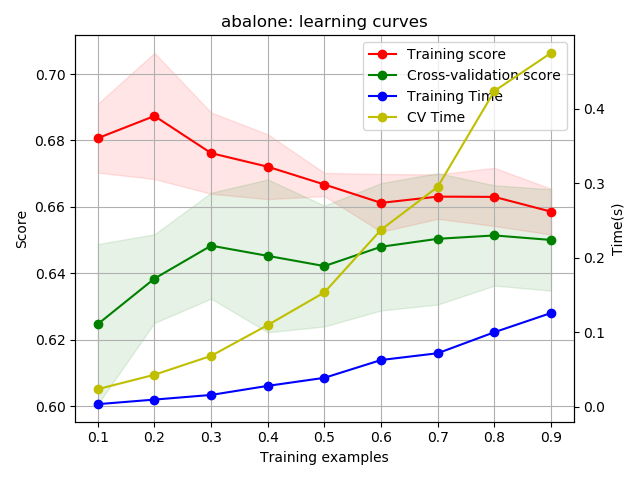 abalone: learning curves
Training score
Cross-validation score
Training Time
CV Time
0.70
0.68
0.66
0.64
0.62
0.60
Score
0.4
0.3
0.2
0.1
0.0
Time(s)
0.1 0.2 0.3 0.4 0.5 0.6 0.7 0.8 0.9
Training examples